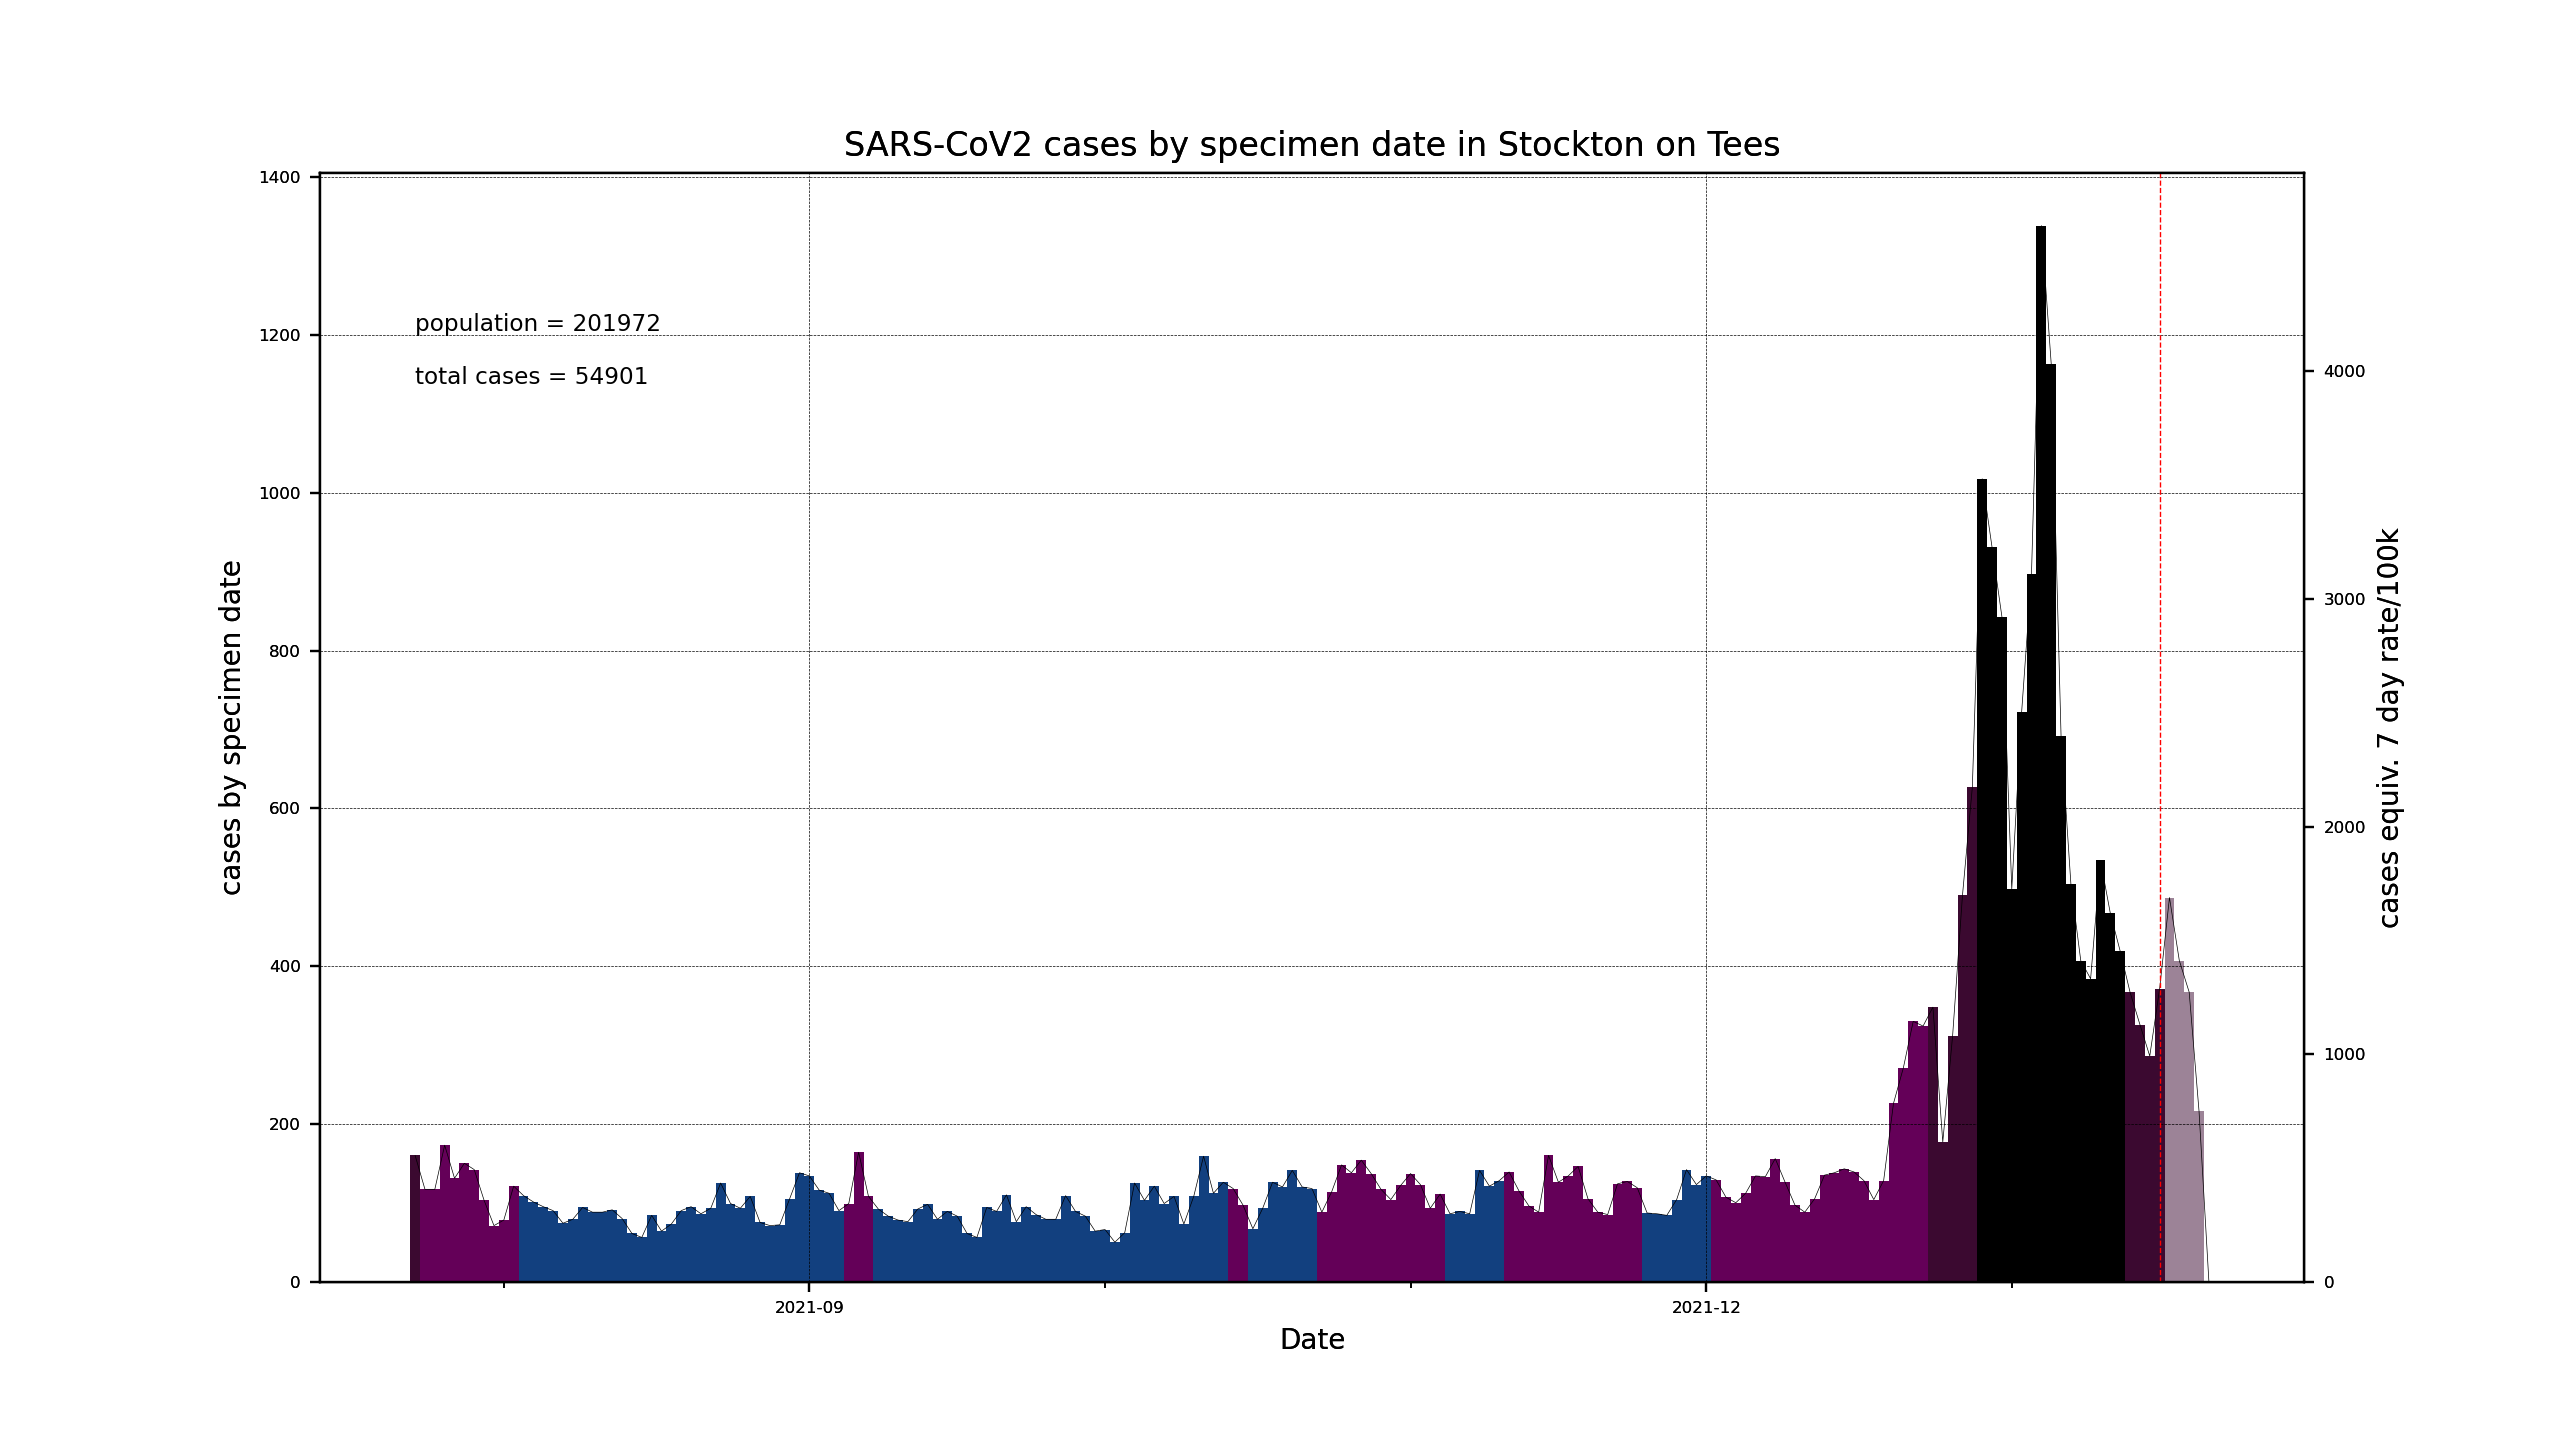 SARS-CoV2 cases by specimen date in Stockton on Tees
1400
1200
1000
800
600
400
200
0
cases by specimen date
population = 201972
total cases = 54901
4000
3000
2000
1000
0
cases equiv. 7 day rate/100k
2021-09
2021-12
Date